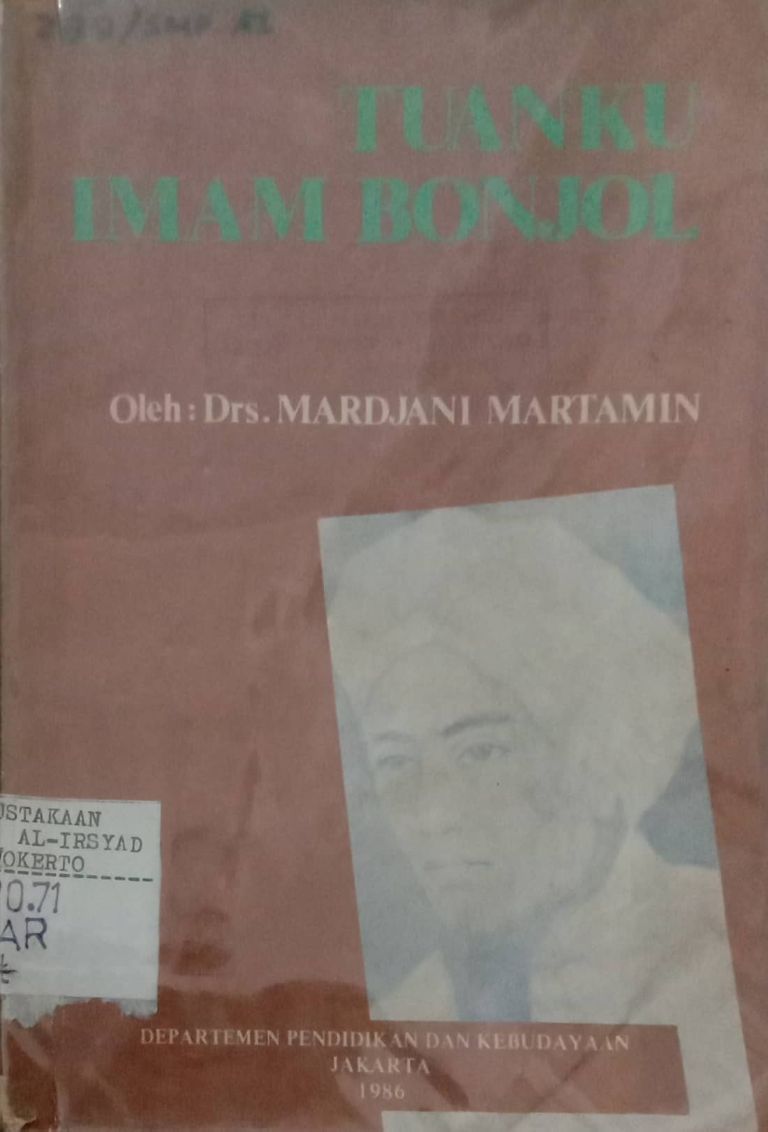 TUANKU
IMAM BONJOL
Oleh : Drs. MARDJANI MARTAMIN
USTAKAAN
AL-IRSYAD
OKERTO
0.71
AR
t
DEPARTEMEN PENDIDIKAN DAN KEBUDAYAAN
JAKARTA
1986